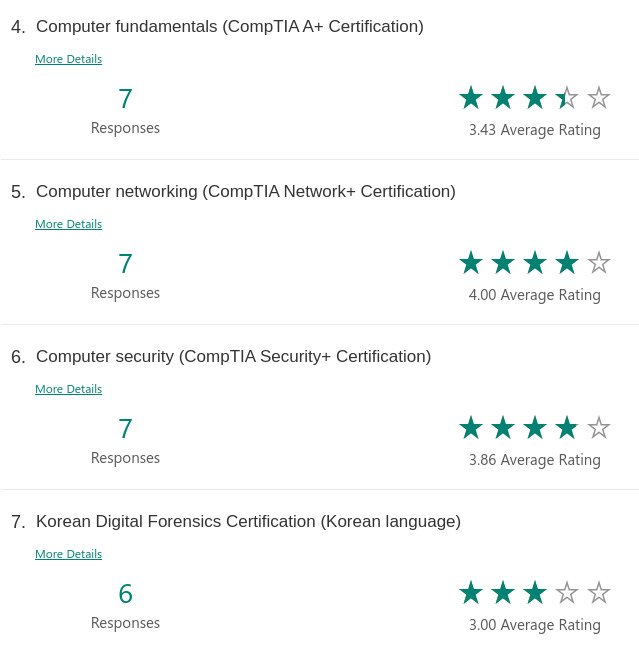 4. Computer fundamentals (CompTIA A+ Certification)
More Details
7
Responses
3.43 Average Rating
5. Computer networking (CompTIA Network+ Certification)
More Details
7
Responses
4.00 Average Rating
6. Computer security (CompTIA Security+ Certification)
More Details
7
Responses
3.86 Average Rating
7. Korean Digital Forensics Certification (Korean language)
More Details
6
Responses
3.00 Average Rating